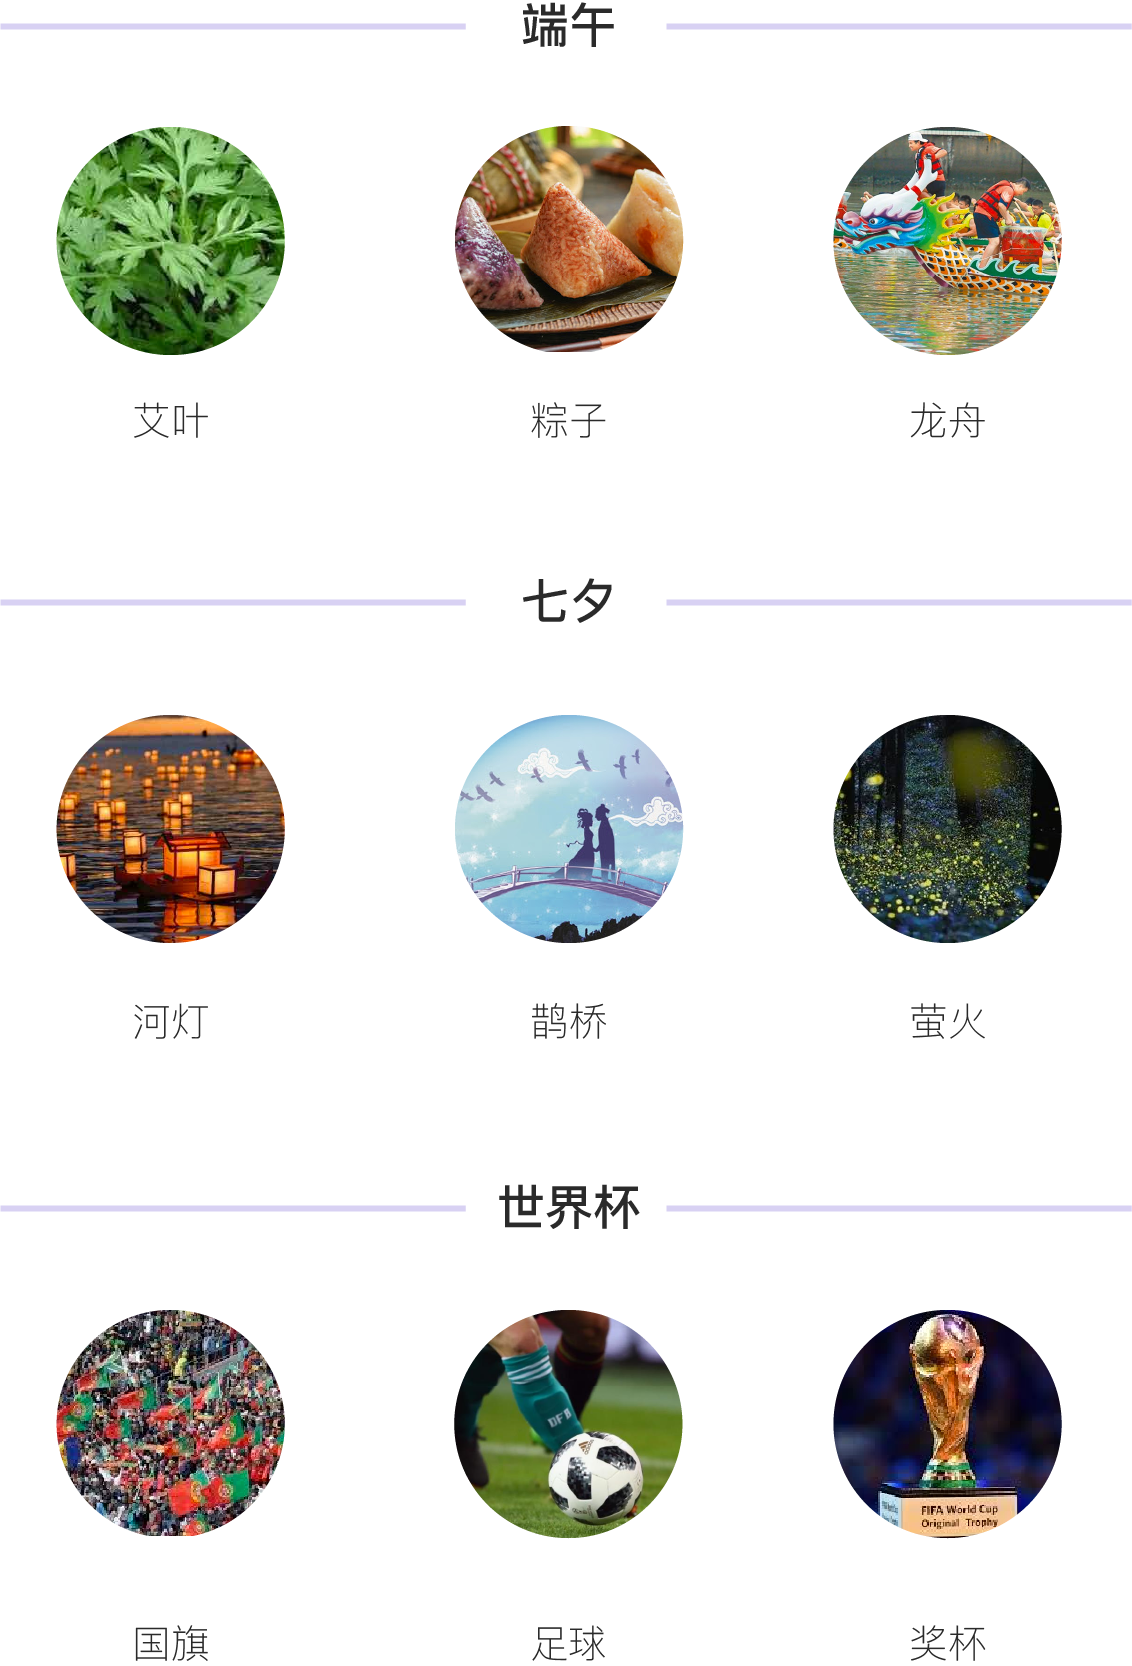 端午
艾叶
粽子
龙舟
七夕
河灯
鹊桥
萤火
世界杯
DFB
FIFA World Cup
Original Trophy
国旗
足球
奖杯